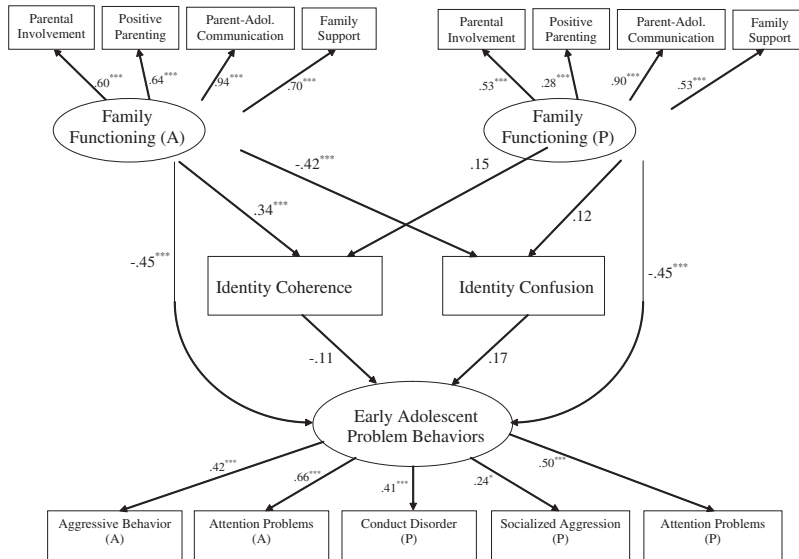 Parental
Involvement
Positive
Parenting
Parent-Adol.
Communication
Family
Support
Parental
Involvement
Positive
Parenting
Parent-Adol.
Communication
Family
Support
.60***
.64***
.94***
.70***
.53***
.28***
.90***
.53***
Family
Functioning (A)
Family
Functioning (P)
-.42***
.15
.34***
.12
-.45***
-.45***
Identity Coherence
Identity Confusion
-.11
.17
Early Adolescent
Problem Behaviors
.42***
.66***
.41***
.24*
.50***
Aggressive Behavior
(A)
Attention Problems
(A)
Conduct Disorder
(P)
Socialized Aggression
(P)
Attention Problems
(P)